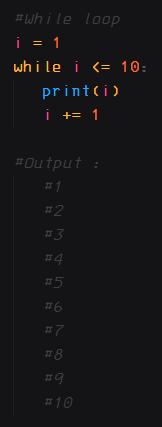 #While loop
i = 1
while i <= 10:
    print(i)
    i += 1

#Output :
    #1
    #2
    #3
    #4
    #5
    #6
    #7
    #8
    #9
    #10